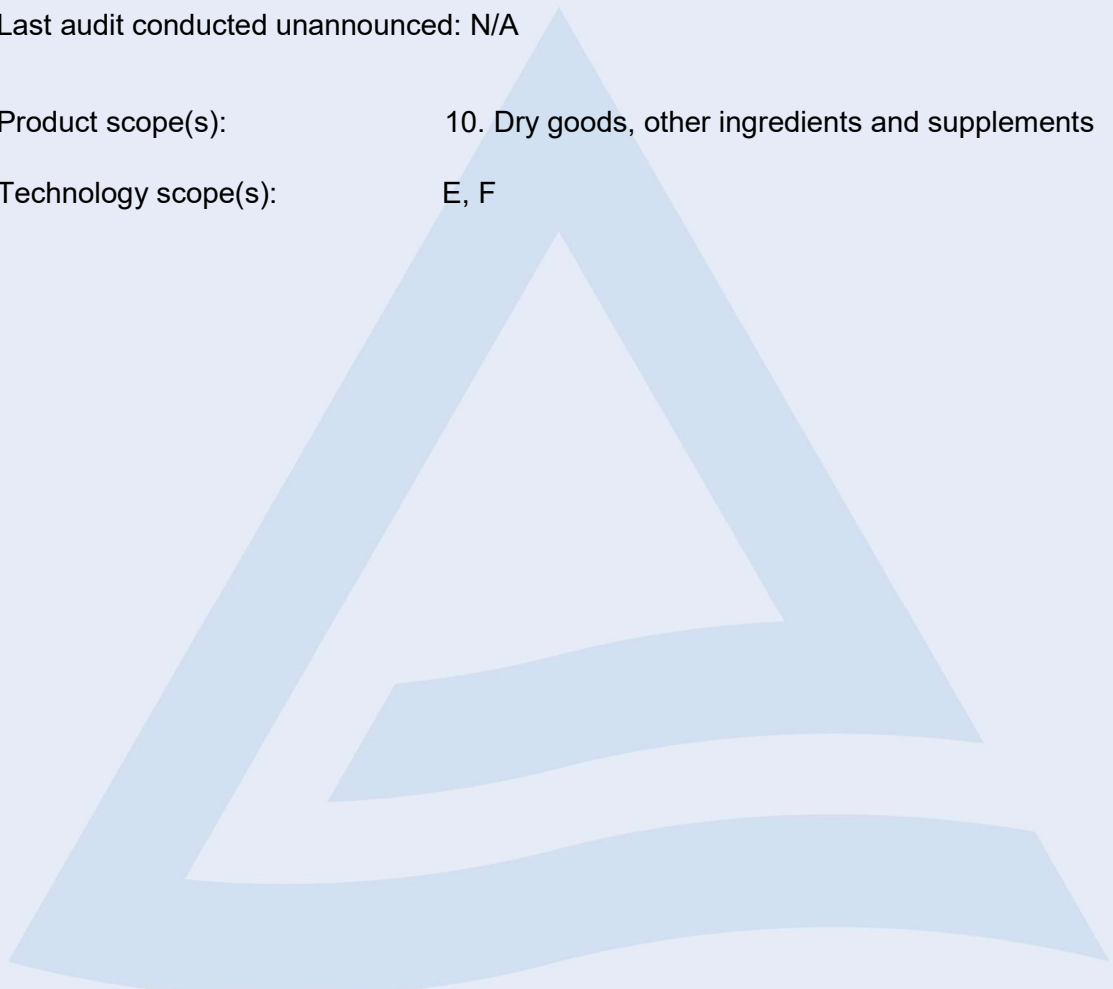 Last audit conducted unannounced: N/A
Product scope(s): 10. Dry goods, other ingredients and supplements
Technology scope(s): E, F